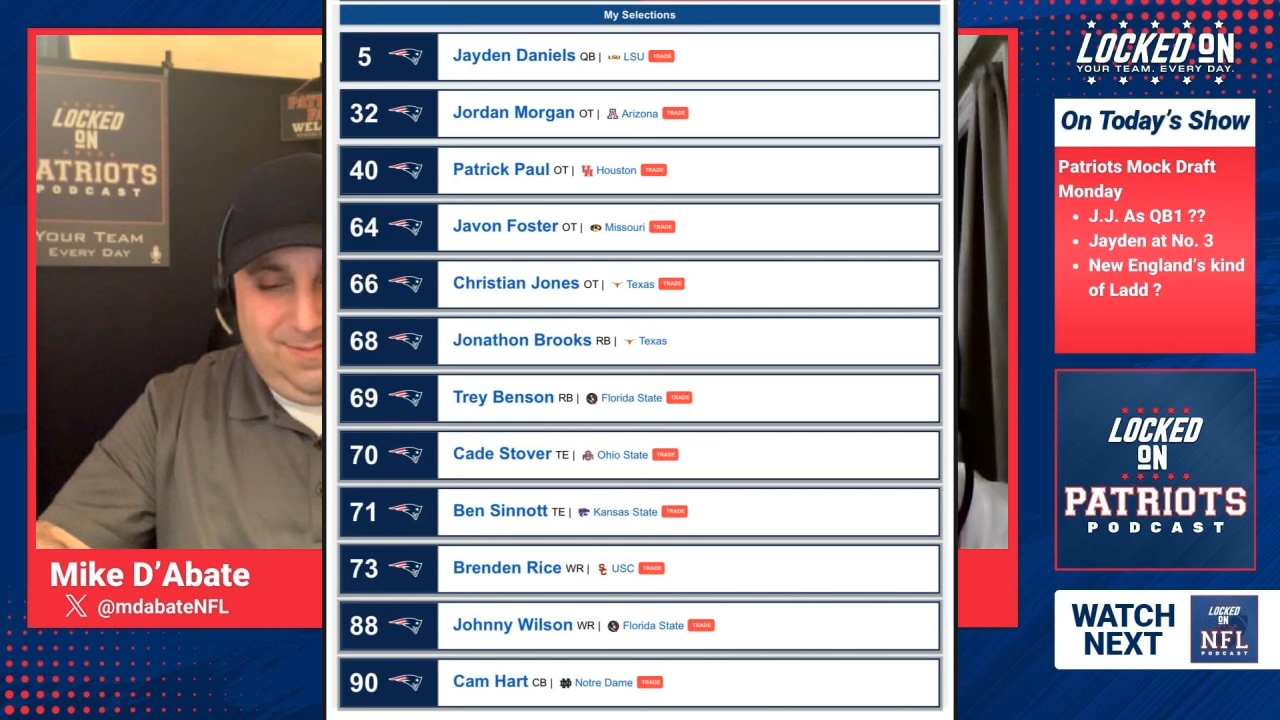 My Selections
5 Jayden Daniels QB | LSU TRADE
32 Jordan Morgan OT | Arizona TRADE
40 Patrick Paul OT | Houston TRADE
64 Javon Foster OT | Missouri TRADE
66 Christian Jones OT | Texas TRADE
68 Jonathon Brooks RB | Texas
69 Trey Benson RB | Florida State TRADE
70 Cade Stover TE | Ohio State TRADE
71 Ben Sinnott TE | Kansas State TRADE
73 Brenden Rice WR | USC TRADE
88 Johnny Wilson WR | Florida State TRADE
90 Cam Hart CB | Notre Dame TRADE
LOCKED
ON
ATRIOTS
PODCAST
YOUR TEAM
EVERY DAY
WEL
Mike D’Abate
X @mdabateNFL
LOCKED ON
YOUR TEAM. EVERY DAY.
On Today’s Show
Patriots Mock Draft
Monday
• J.J. As QB1 ??
• Jayden at No. 3
• New England’s kind
of Ladd ?
LOCKED
ON
PATRIOTS
PODCAST
WATCH
NEXT
LOCKED
ON
NFL
PODCAST